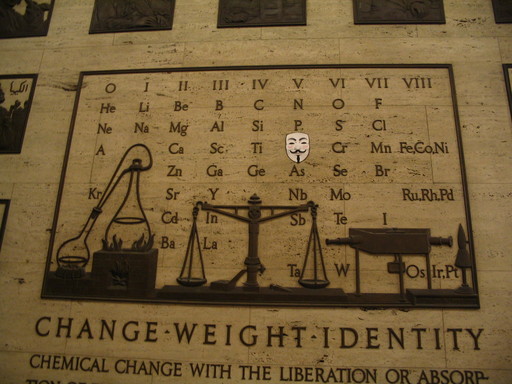 O I II III IV V VI VII VIII
He Li Be B C N O F
Ne Na Mg Al Si P S Cl
A Ca Sc Ti Cr Mn Fe,Co,Ni
Zn Ga Ge As Se Br
Kr Sr Y Nb Mo Ru,Rh,Pd
Cd In Sb Te I
Ba La Ta W Os Ir,Pt
CHANGE·WEIGHT·IDENTITY
CHEMICAL CHANGE WITH THE LIBERATION OR ABSORP-